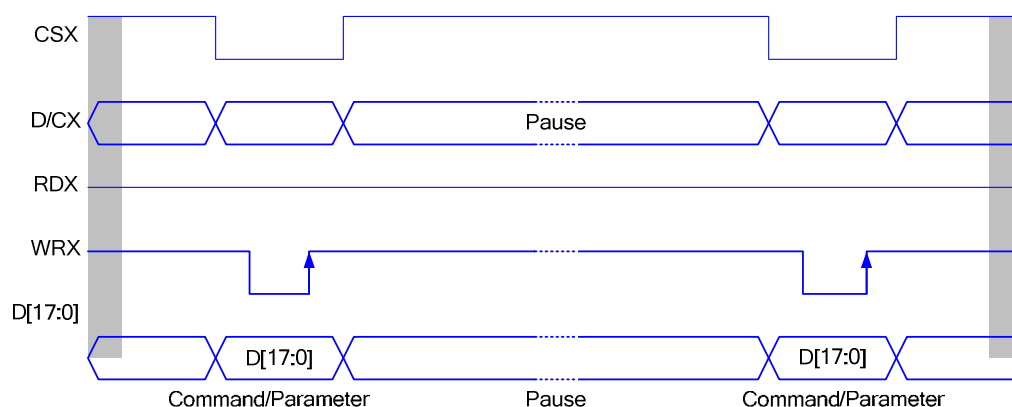 CSX
D/CX
Pause
RDX
WRX
D[17:0]
D[17:0]
D[17:0]
Command/Parameter
Pause
Command/Parameter